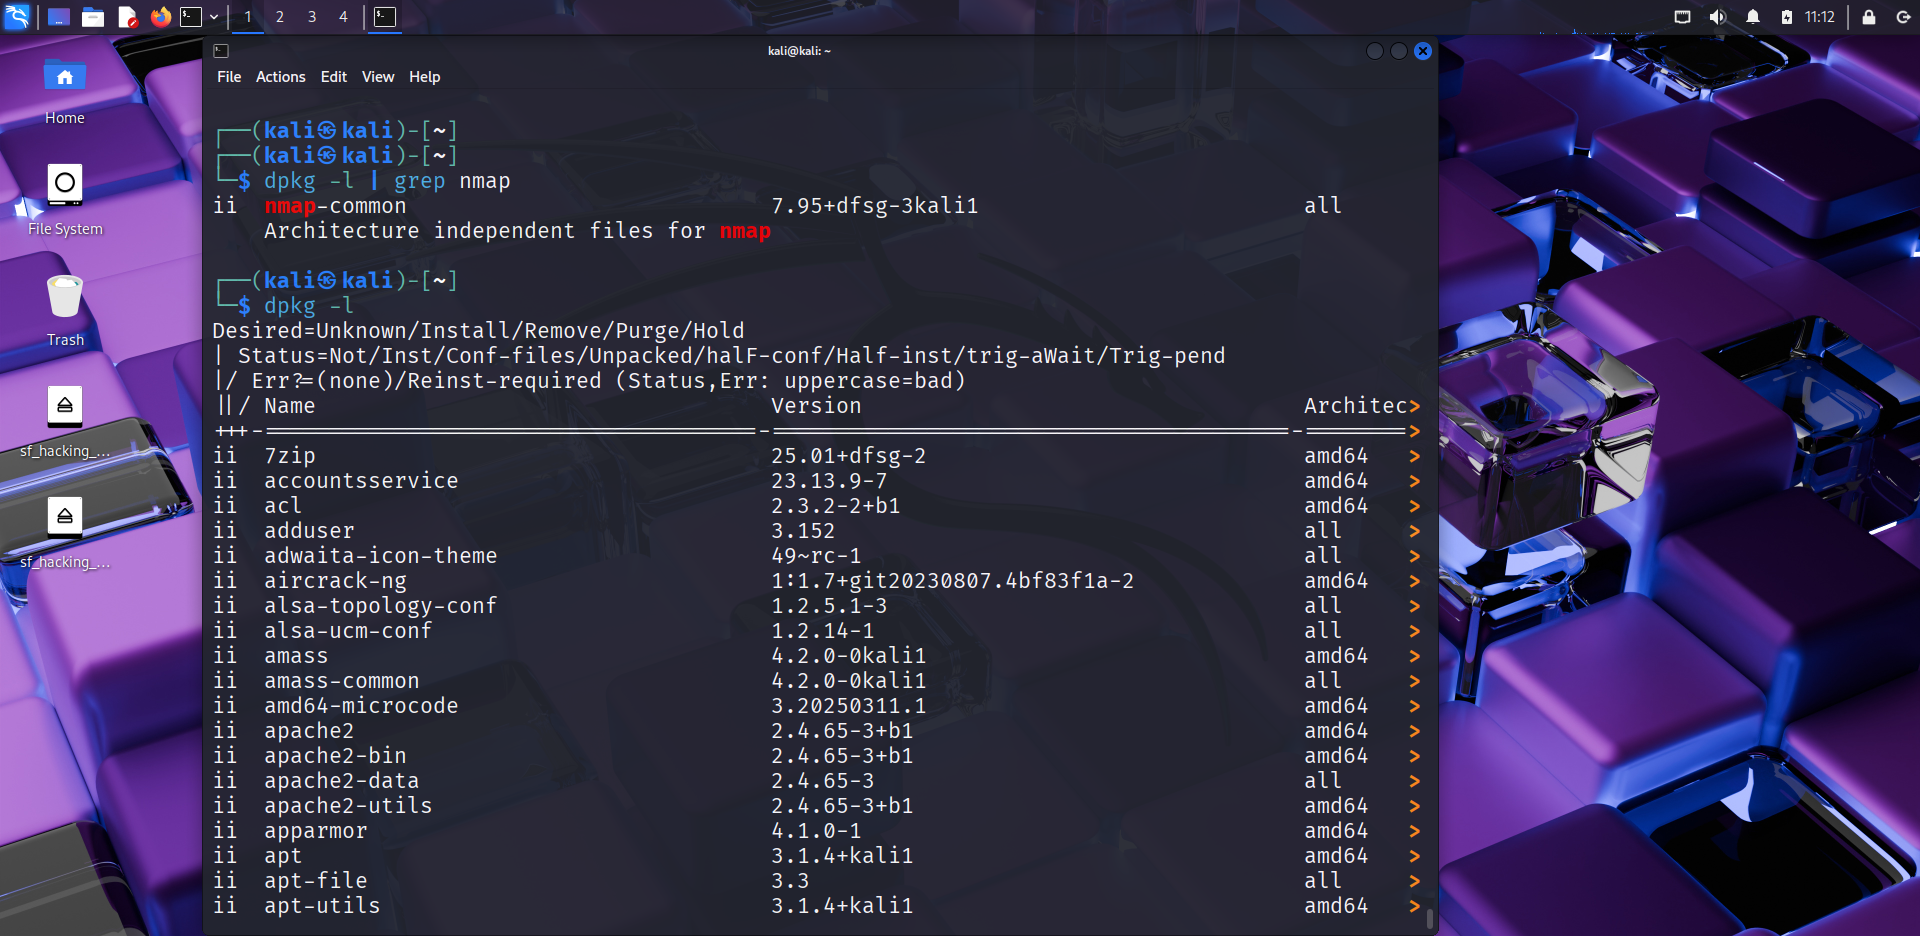 1 2 3 4 11:12
kali@kali: ~
File Actions Edit View Help
┌──(kali㉿kali)-[~]
┌──(kali㉿kali)-[~]
└─$ dpkg -l | grep nmap
ii nmap-common 7.95+dfsg-3kali1 all
Architecture independent files for nmap
┌──(kali㉿kali)-[~]
└─$ dpkg -l
Desired=Unknown/Install/Remove/Purge/Hold
| Status=Not/Inst/Conf-files/Unpacked/halF-conf/Half-inst/trig-aWait/Trig-pend
|/ Err?=(none)/Reinst-required (Status,Err: uppercase=bad)
||/ Name Version Architec>
+++-======================================-========================================-========>
ii 7zip 25.01+dfsg-2 amd64 >
ii accountsservice 23.13.9-7 amd64 >
ii acl 2.3.2-2+b1 amd64 >
ii adduser 3.152 all >
ii adwaita-icon-theme 49~rc-1 all >
ii aircrack-ng 1:1.7+git20230807.4bf83f1a-2 amd64 >
ii alsa-topology-conf 1.2.5.1-3 all >
ii alsa-ucm-conf 1.2.14-1 all >
ii amass 4.2.0-0kali1 amd64 >
ii amass-common 4.2.0-0kali1 all >
ii amd64-microcode 3.20250311.1 amd64 >
ii apache2 2.4.65-3+b1 amd64 >
ii apache2-bin 2.4.65-3+b1 amd64 >
ii apache2-data 2.4.65-3 all >
ii apache2-utils 2.4.65-3+b1 amd64 >
ii apparmor 4.1.0-1 amd64 >
ii apt 3.1.4+kali1 amd64 >
ii apt-file 3.3 all >
ii apt-utils 3.1.4+kali1 amd64 >
Home
File System
Trash
sf_hacking_...
sf_hacking_...